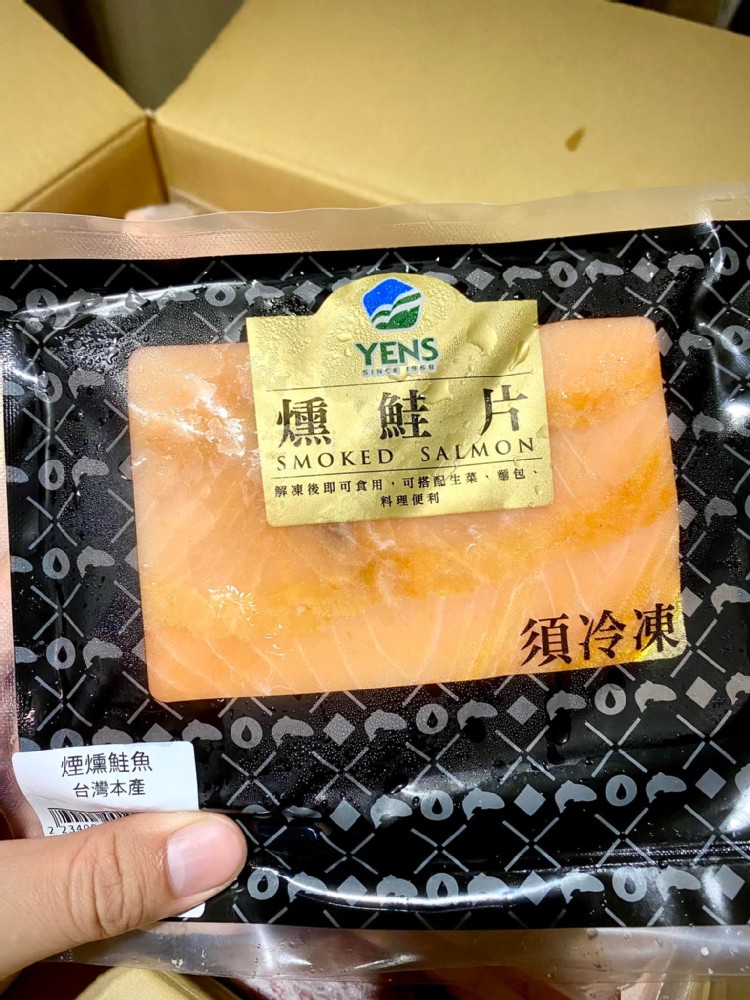 YENS
SINCE 1968
燻鮭片
SMOKED SALMON
解凍後即可食用，可搭配生菜、麵包、
料理便利
須冷凍
煙燻鮭魚
台灣本產